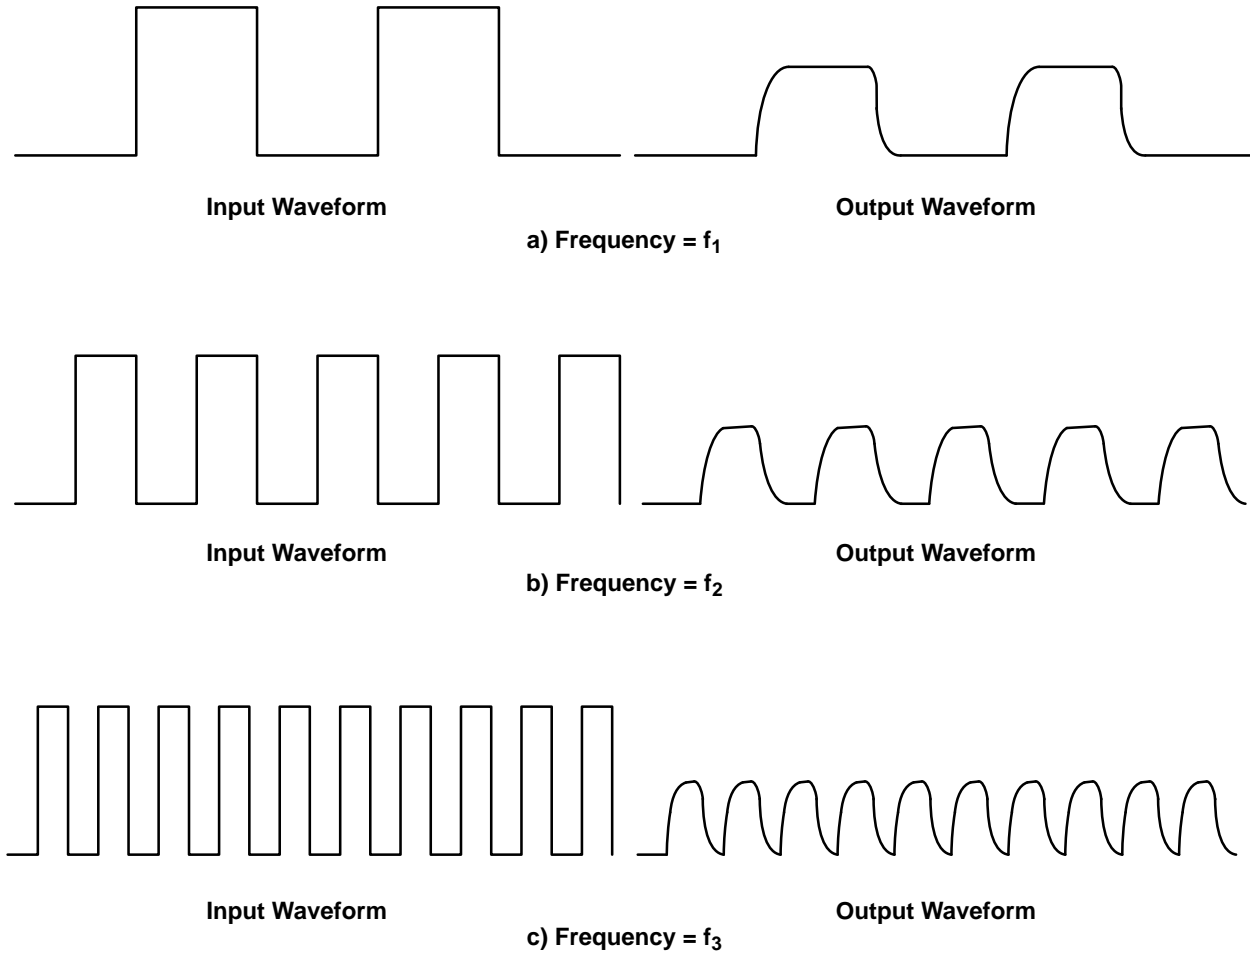 Input Waveform
Output Waveform
a) Frequency = f₁
Input Waveform
Output Waveform
b) Frequency = f₂
Input Waveform
Output Waveform
c) Frequency = f₃